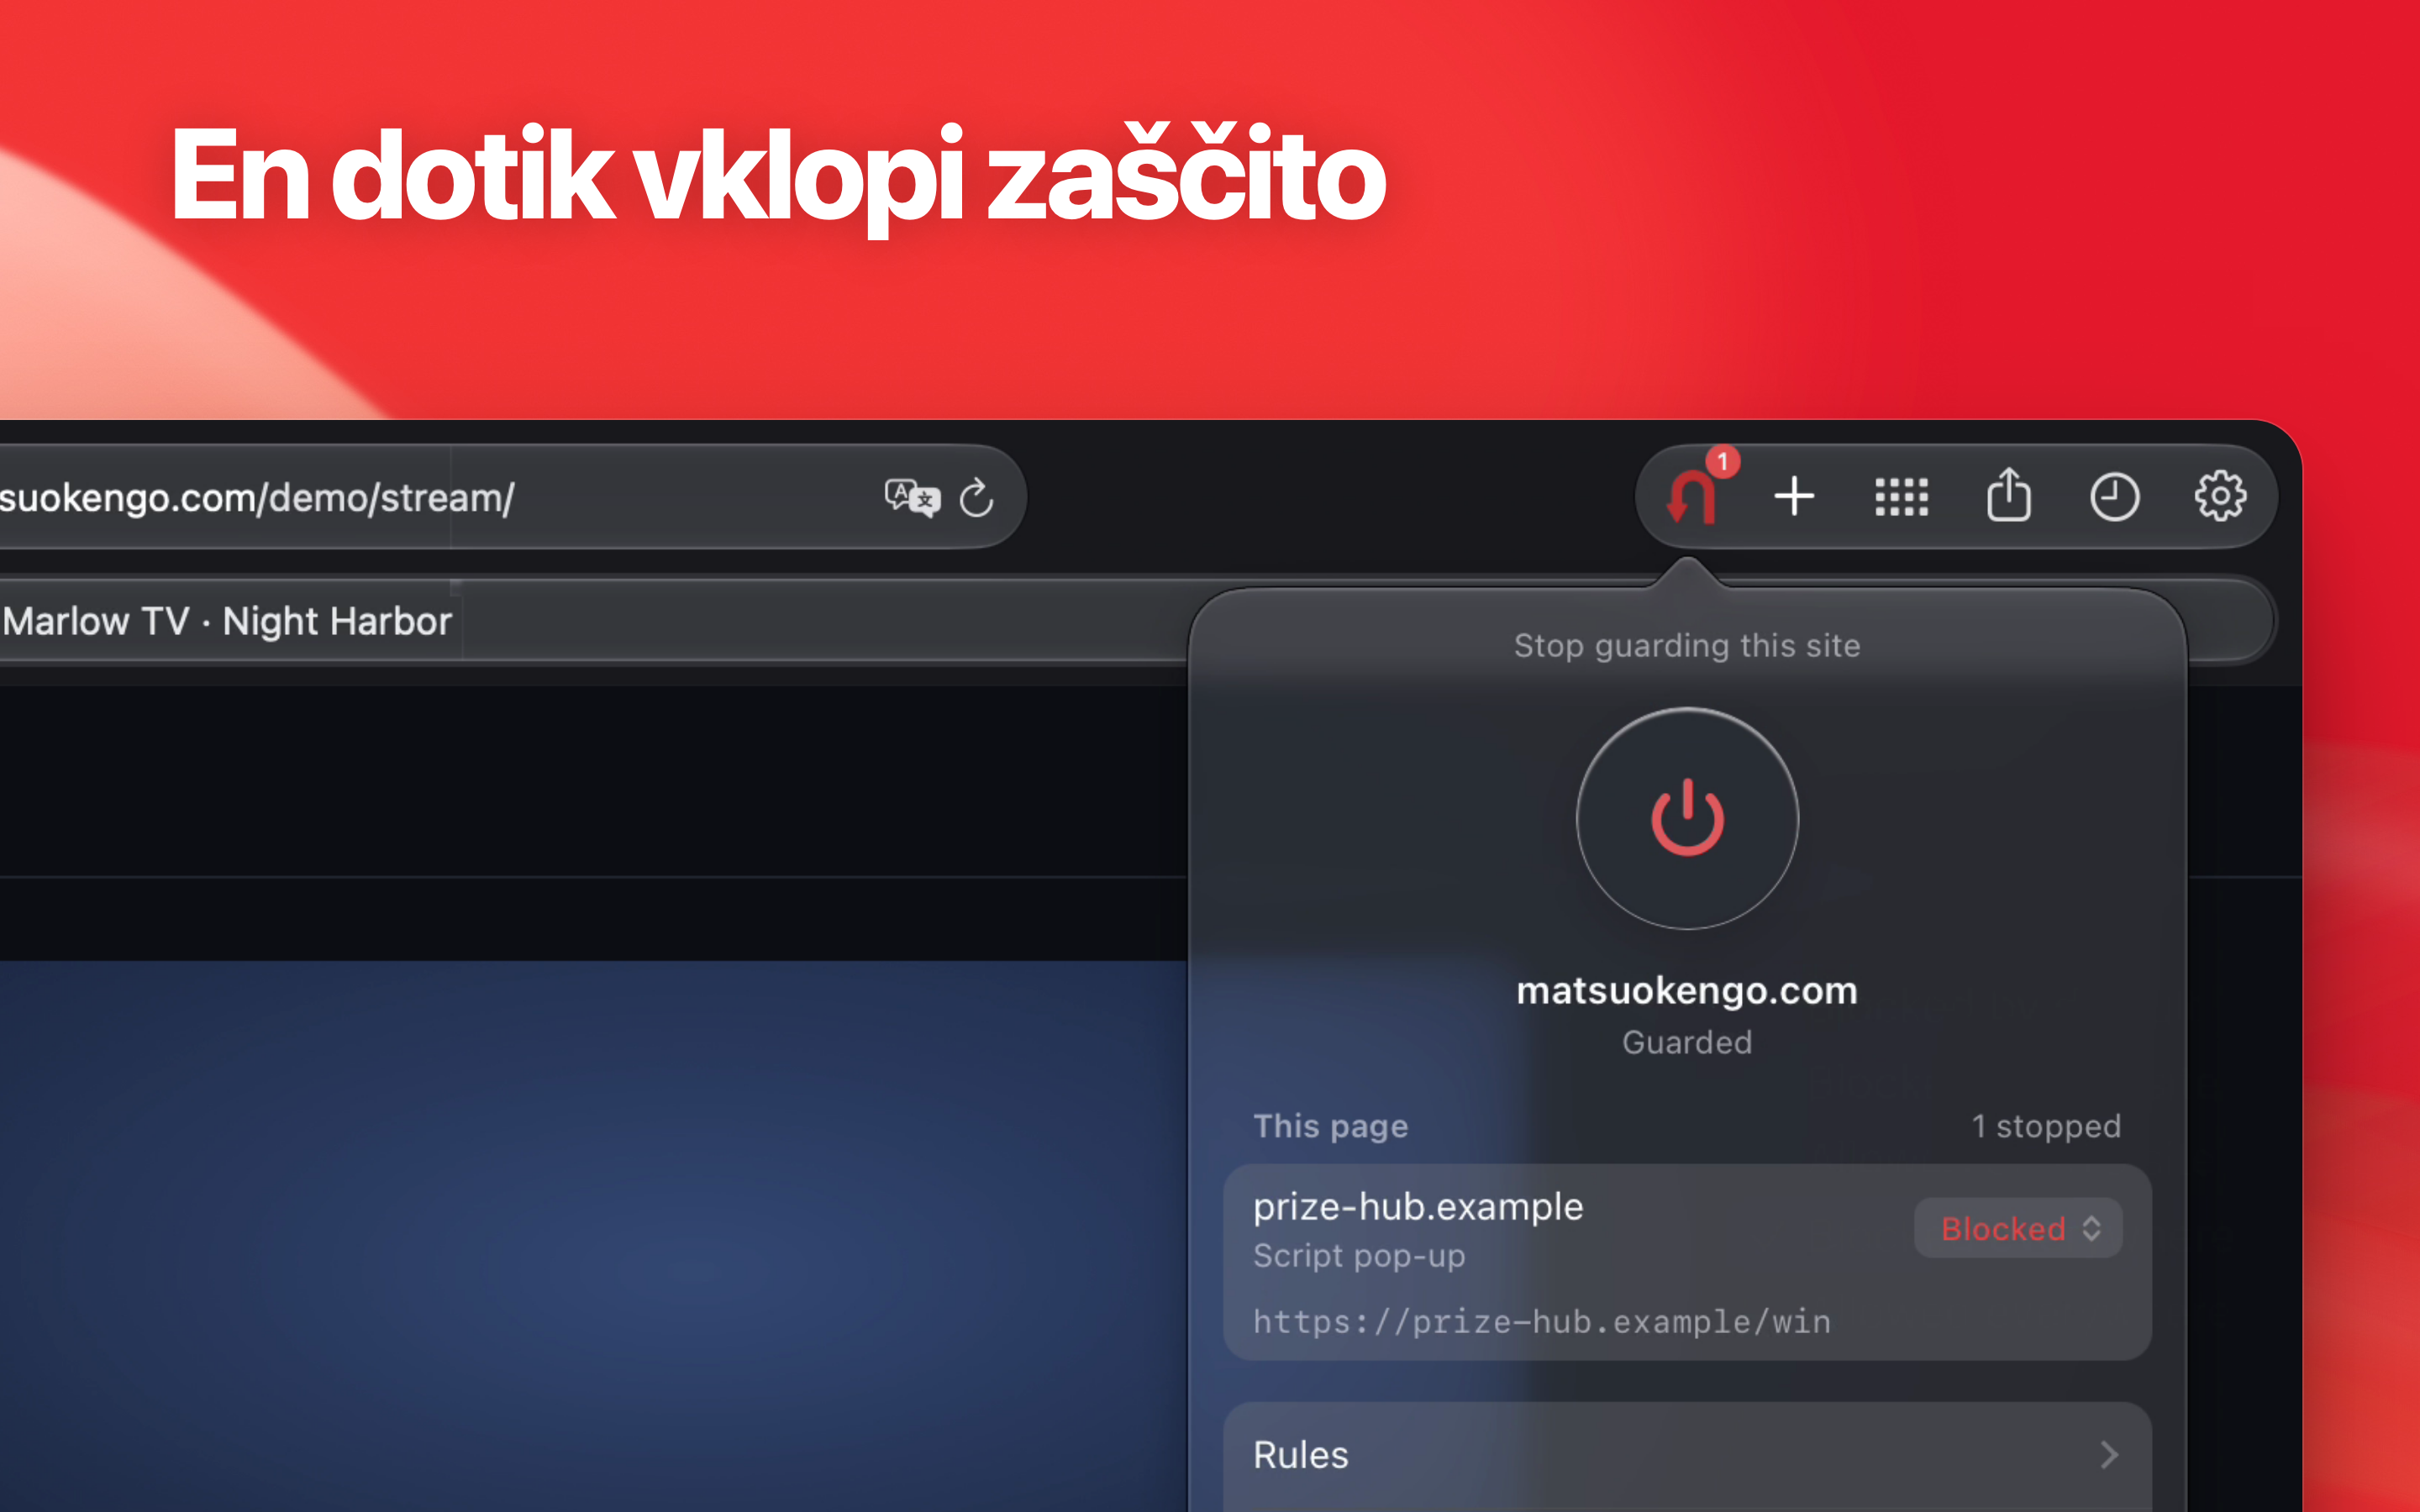 En dotik vklopi zaščito
suokengo.com/demo/stream/
1
Marlow TV · Night Harbor
Stop guarding this site
matsuokengo.com
Guarded
This page
1 stopped
prize-hub.example
Blocked
Script pop-up
https://prize-hub.example/win
Rules